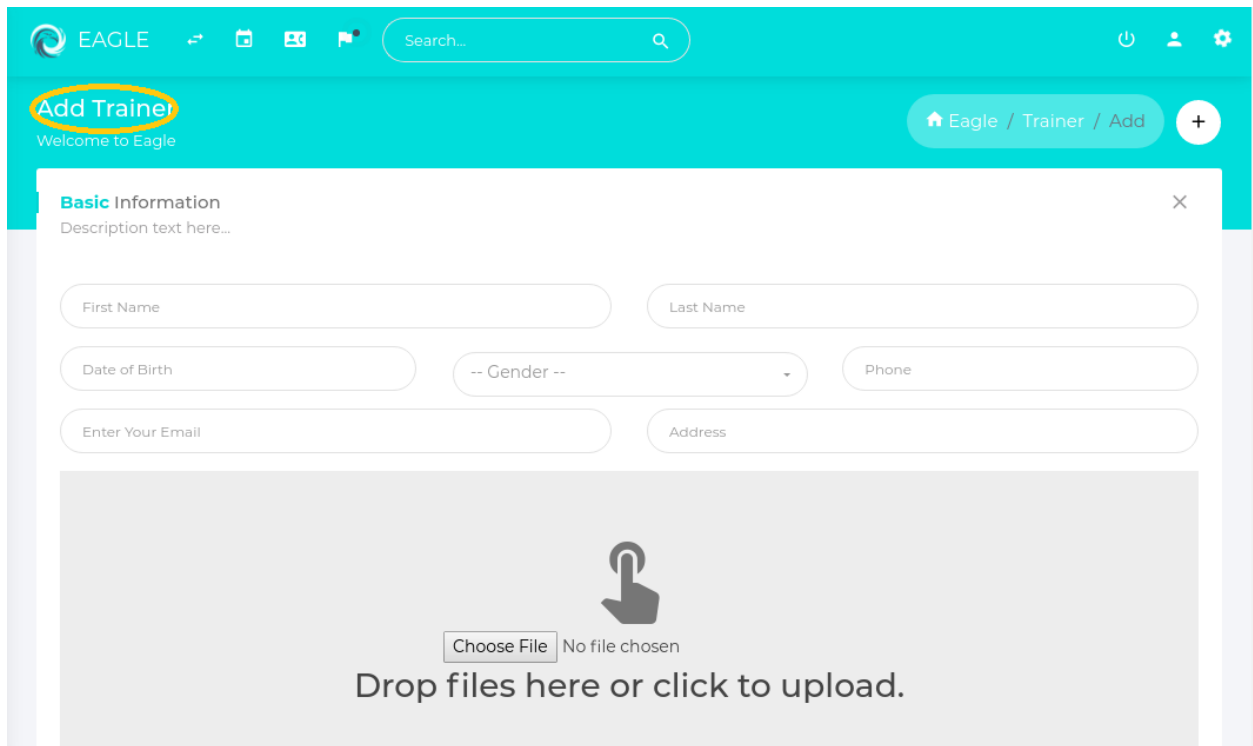 EAGLE
Search...
Add Trainer
Welcome to Eagle
Eagle / Trainer / Add
+
Basic Information
Description text here...
First Name
Last Name
Date of Birth
-- Gender --
Phone
Enter Your Email
Address
Choose File No file chosen
Drop files here or click to upload.